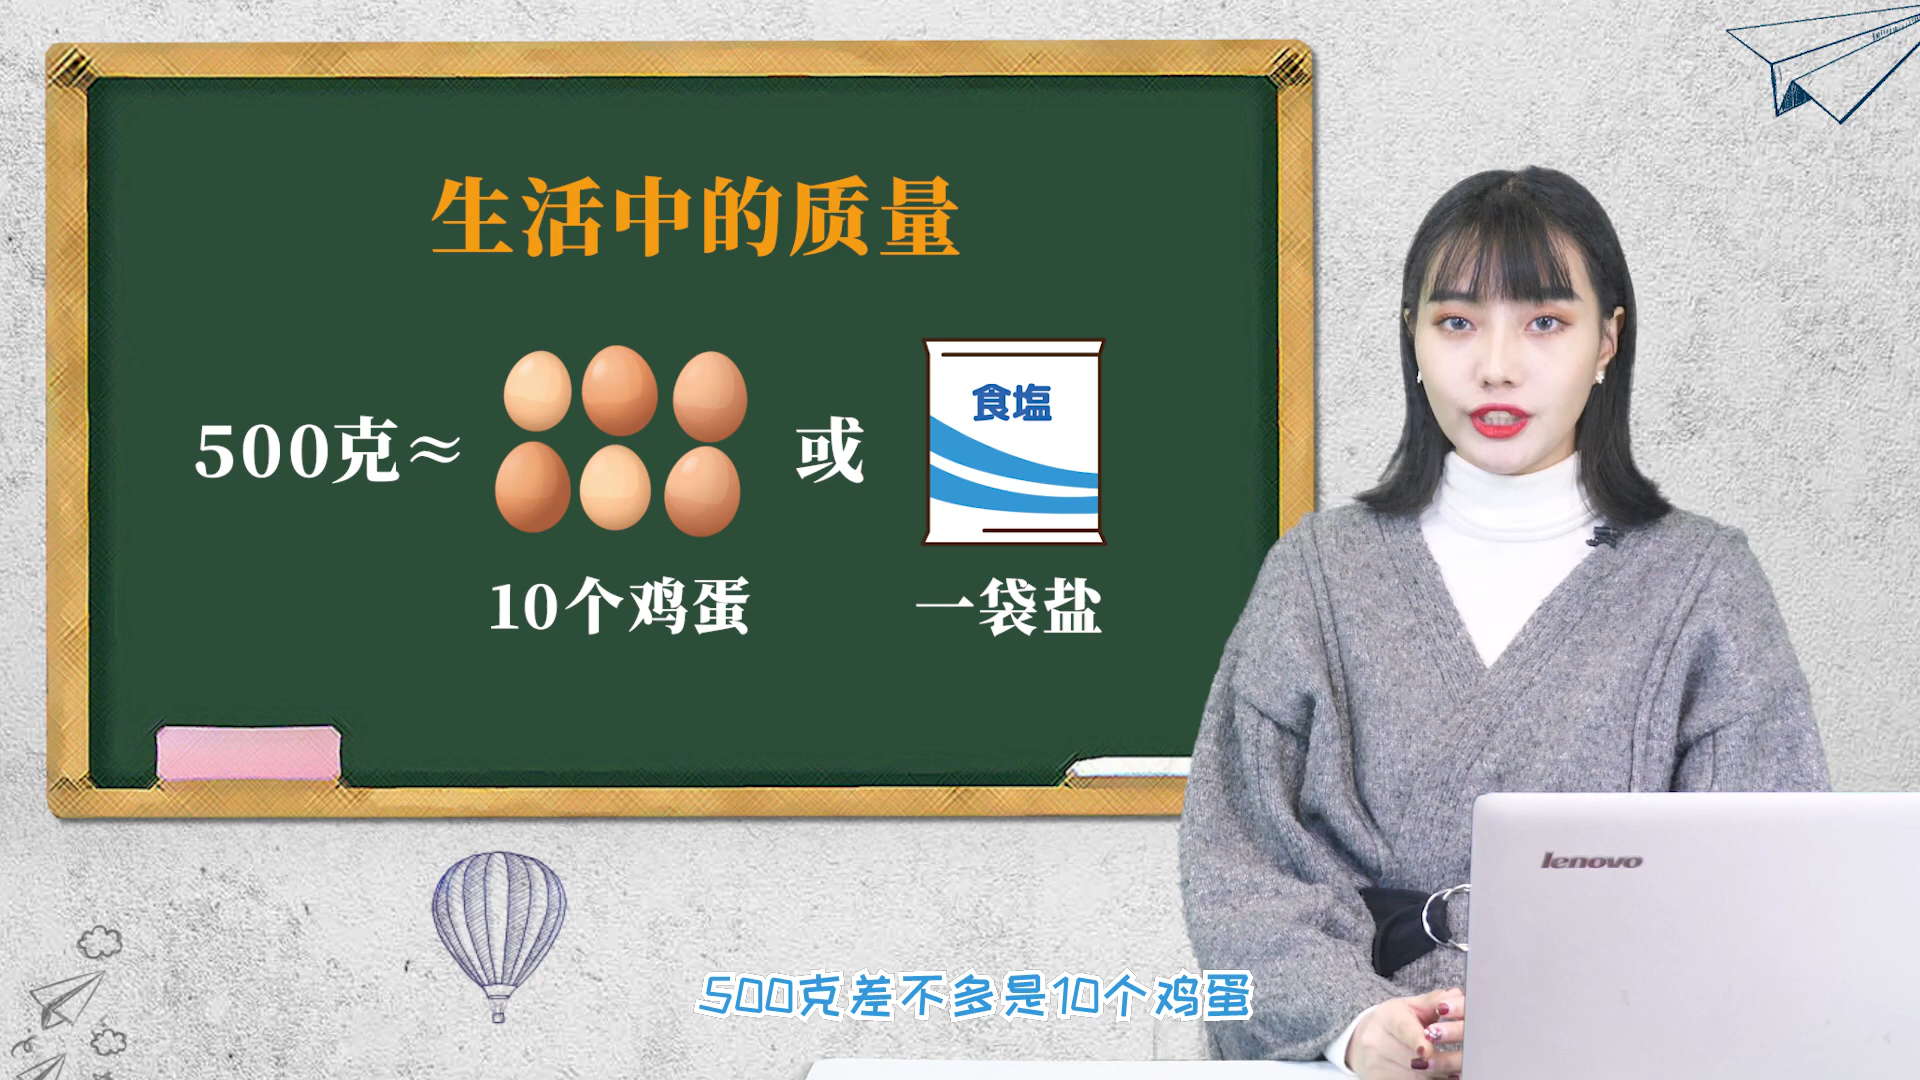 生活中的质量
500克≈
或
食塩
10个鸡蛋
一袋盐
lenovo
500克差不多是10个鸡蛋